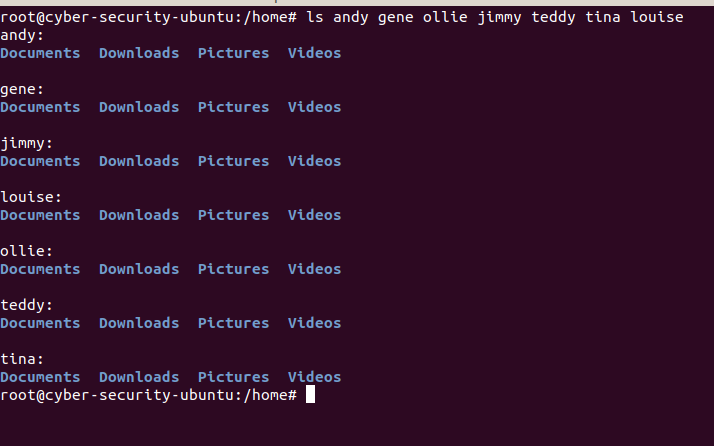 root@cyber-security-ubuntu:/home# ls andy gene ollie jimmy teddy tina louise
andy:
Documents  Downloads  Pictures  Videos

gene:
Documents  Downloads  Pictures  Videos

jimmy:
Documents  Downloads  Pictures  Videos

louise:
Documents  Downloads  Pictures  Videos

ollie:
Documents  Downloads  Pictures  Videos

teddy:
Documents  Downloads  Pictures  Videos

tina:
Documents  Downloads  Pictures  Videos
root@cyber-security-ubuntu:/home#